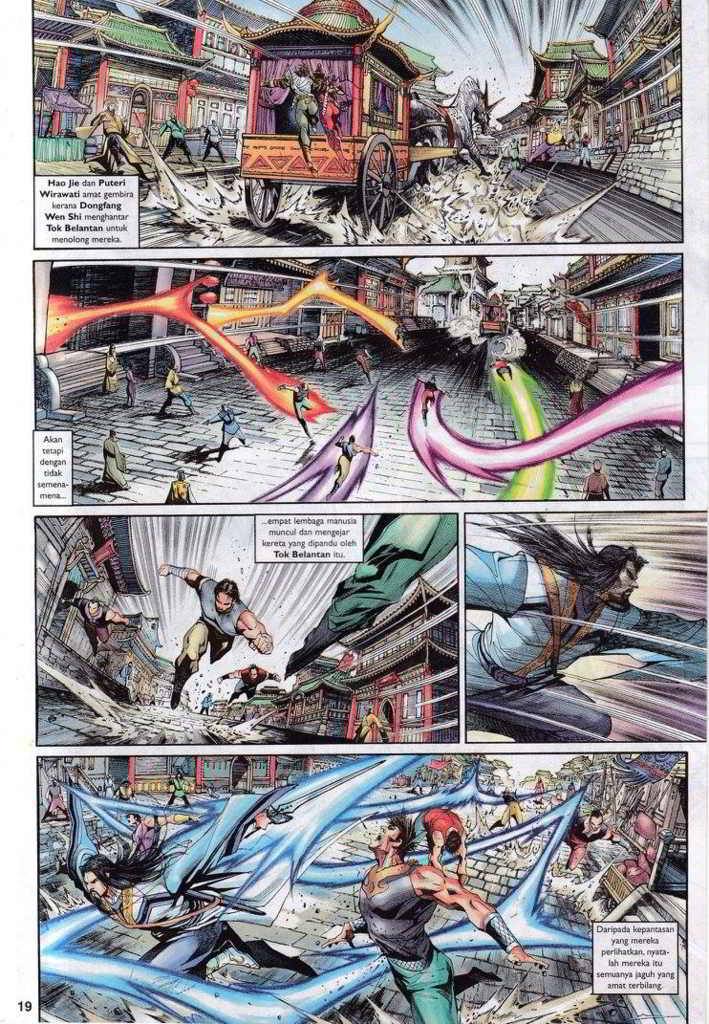 Hao Jie dan Puteri
Wirawati amat gembira
kerana Dongfang
Wen Shi menghantar
Tok Belantan untuk
menolong mereka.
Akan
tetapi
dengan
tidak
semena-
mena...
...empat lembaga manusia
muncul dan mengejar
kereta yang dipandu oleh
Tok Belantan itu.
Daripada kepantasan
yang mereka
perlihatkan, nyata-
lah mereka itu
semuanya jaguh yang
amat terbilang.
19